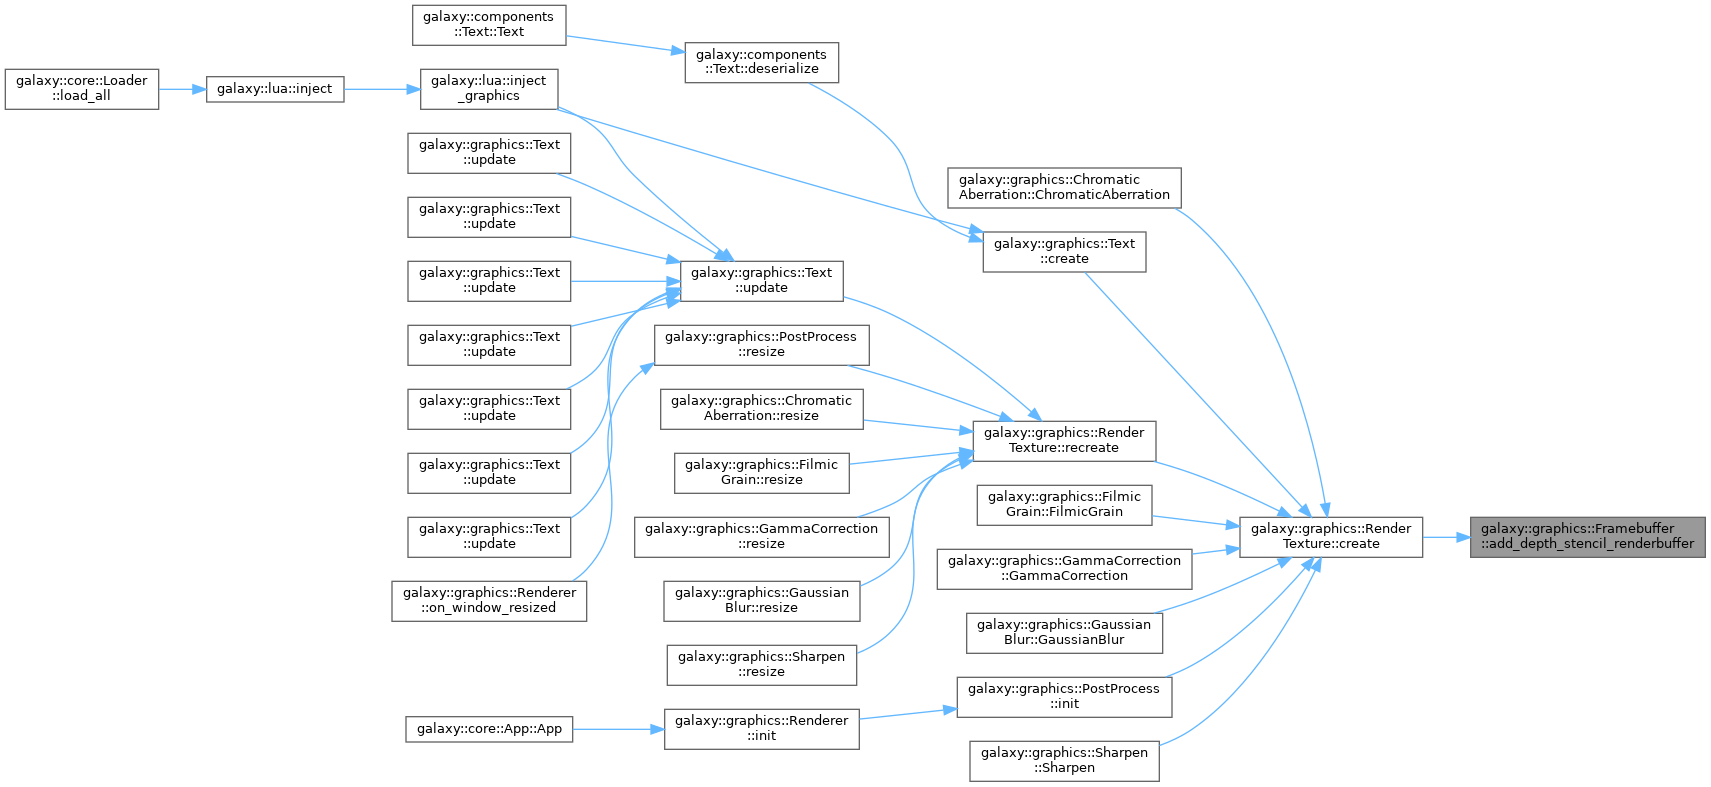 galaxy::components
::Text::Text
galaxy::components
::Text::deserialize
galaxy::core::Loader
::load_all
galaxy::lua::inject
galaxy::lua::inject
_graphics
galaxy::graphics::Text
::update
galaxy::graphics::Chromatic
Aberration::ChromaticAberration
galaxy::graphics::Text
::update
galaxy::graphics::Text
::create
galaxy::graphics::Text
::update
galaxy::graphics::Text
::update
galaxy::graphics::Text
::update
galaxy::graphics::PostProcess
::resize
galaxy::graphics::Text
::update
galaxy::graphics::Chromatic
Aberration::resize
galaxy::graphics::Render
Texture::recreate
galaxy::graphics::Text
::update
galaxy::graphics::Filmic
Grain::resize
galaxy::graphics::Filmic
Grain::FilmicGrain
galaxy::graphics::Text
::update
galaxy::graphics::GammaCorrection
::resize
galaxy::graphics::Render
Texture::create
galaxy::graphics::Framebuffer
::add_depth_stencil_renderbuffer
galaxy::graphics::GammaCorrection
::GammaCorrection
galaxy::graphics::Renderer
::on_window_resized
galaxy::graphics::Gaussian
Blur::resize
galaxy::graphics::Gaussian
Blur::GaussianBlur
galaxy::graphics::Sharpen
::resize
galaxy::graphics::PostProcess
::init
galaxy::core::App::App
galaxy::graphics::Renderer
::init
galaxy::graphics::Sharpen
::Sharpen